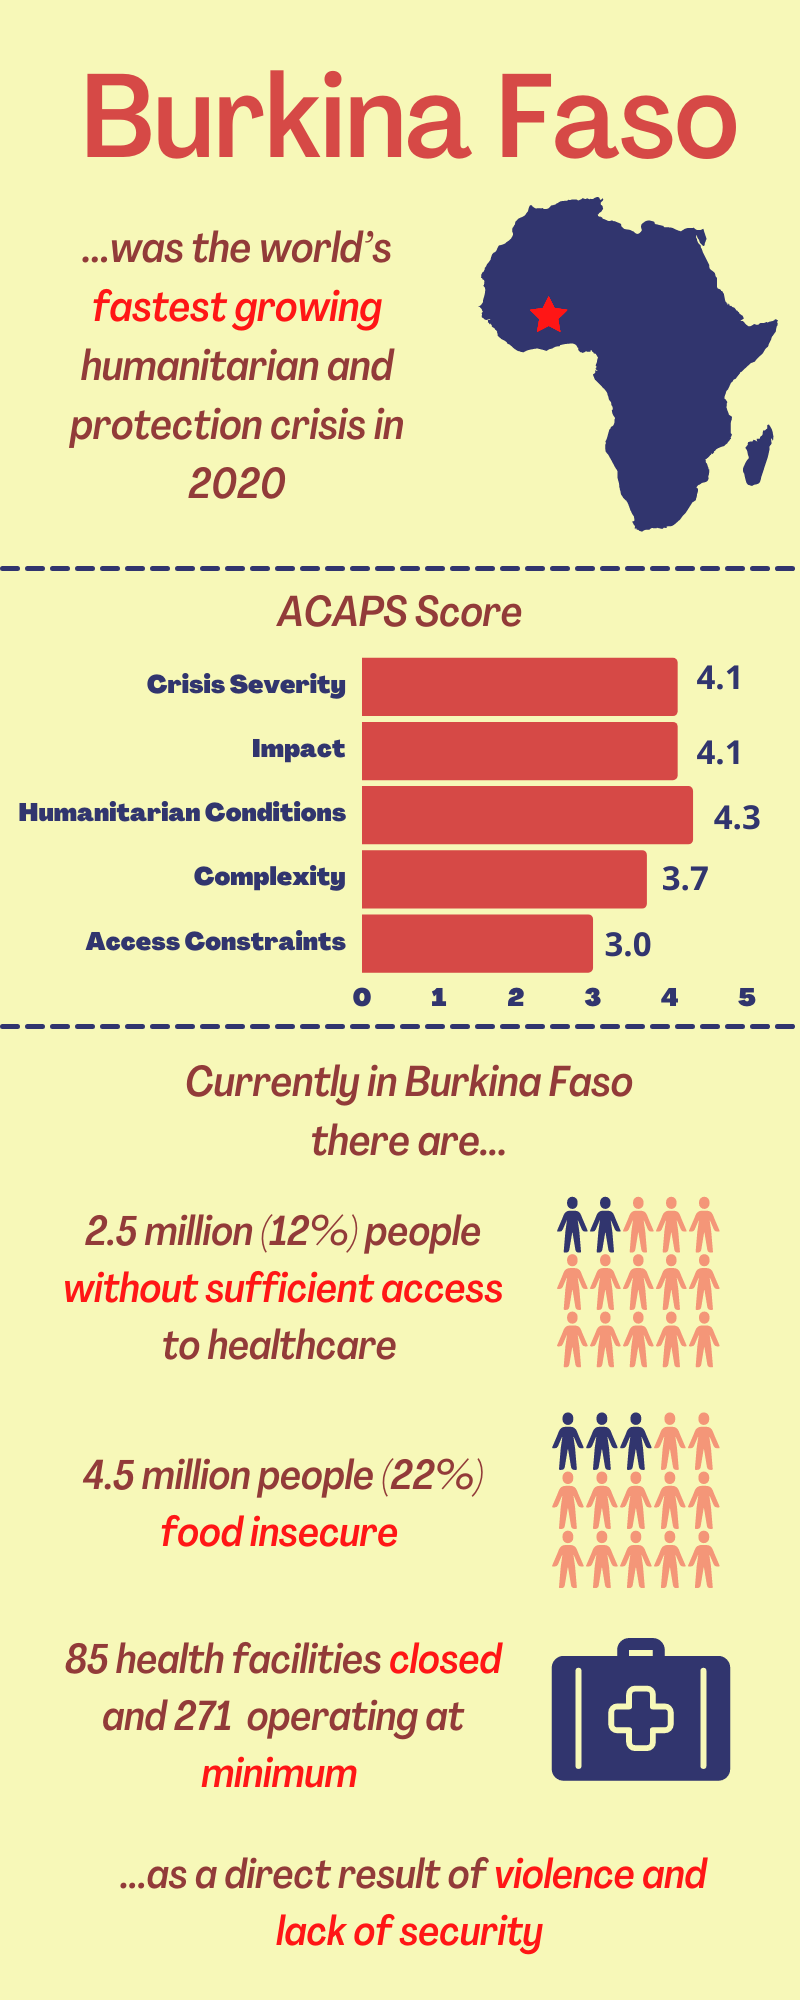 Burkina Faso
...was the world's
fastest growing
humanitarian and
protection crisis in
2020
ACAPS Score
Crisis Severity 4.1
Impact 4.1
Humanitarian Conditions 4.3
Complexity 3.7
Access Constraints 3.0
0 1 2 3 4 5
Currently in Burkina Faso
there are...
2.5 million (12%) people
without sufficient access
to healthcare
4.5 million people (22%)
food insecure
85 health facilities closed
and 271 operating at
minimum
...as a direct result of violence and
lack of security